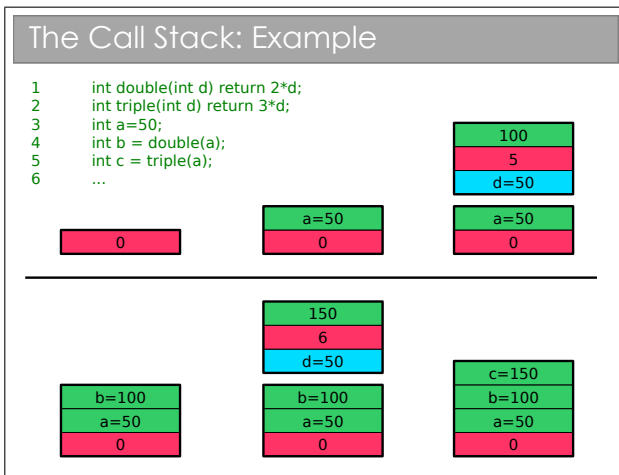 The Call Stack: Example
1 int double(int d) return 2*d;
2 int triple(int d) return 3*d;
3 int a=50;
4 int b = double(a);
5 int c = triple(a);
6 ...
0
a=50
0
100
5
d=50
a=50
0
b=100
a=50
0
150
6
d=50
b=100
a=50
0
c=150
b=100
a=50
0